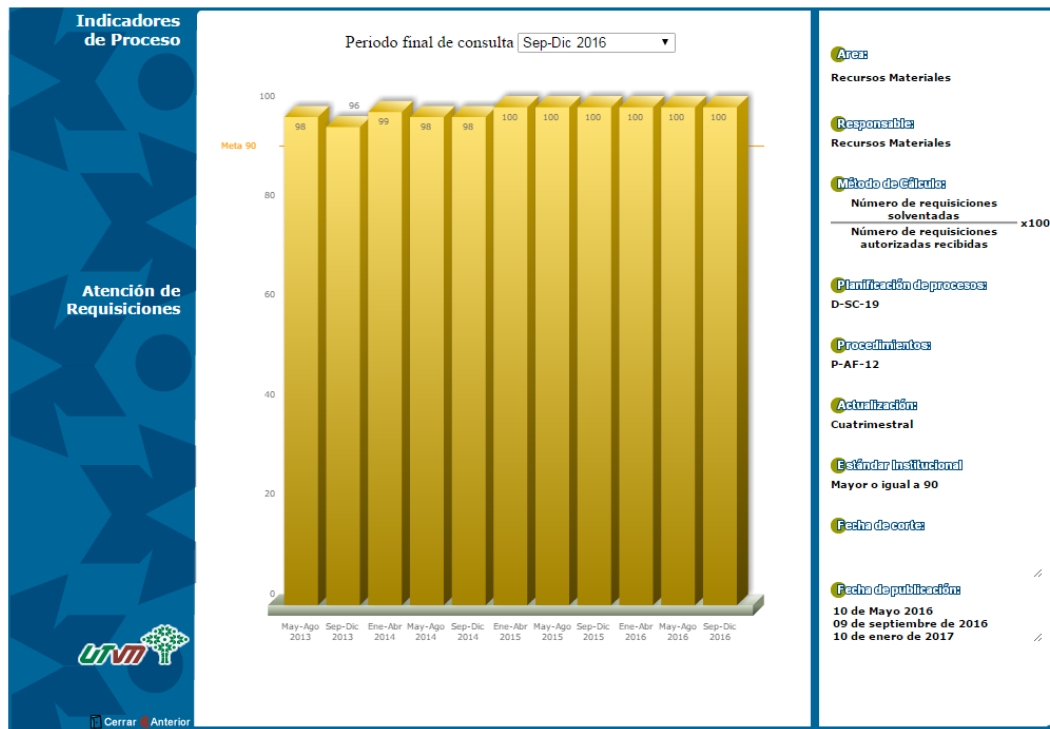 Indicadores
de Proceso
Atención de
Requisiciones
UTVM
Cerrar Anterior
Periodo final de consulta Sep-Dic 2016
100
80
60
40
20
0
Meta 90
98
96
99
98
98
100
100
100
100
100
100
May-Ago 2013
Sep-Dic 2013
Ene-Abr 2014
May-Ago 2014
Sep-Dic 2014
Ene-Abr 2015
May-Ago 2015
Sep-Dic 2015
Ene-Abr 2016
May-Ago 2016
Sep-Dic 2016
Area:
Recursos Materiales
Responsable:
Recursos Materiales
Método de Cálculo:
Número de requisiciones
solventadas
x100
Número de requisiciones
autorizadas recibidas
Planificación de procesos:
D-SC-19
Procedimientos:
P-AF-12
Actualización:
Cuatrimestral
Estándar Institucional
Mayor o igual a 90
Fecha de corte:
Fecha de publicación:
10 de Mayo 2016
09 de septiembre de 2016
10 de enero de 2017